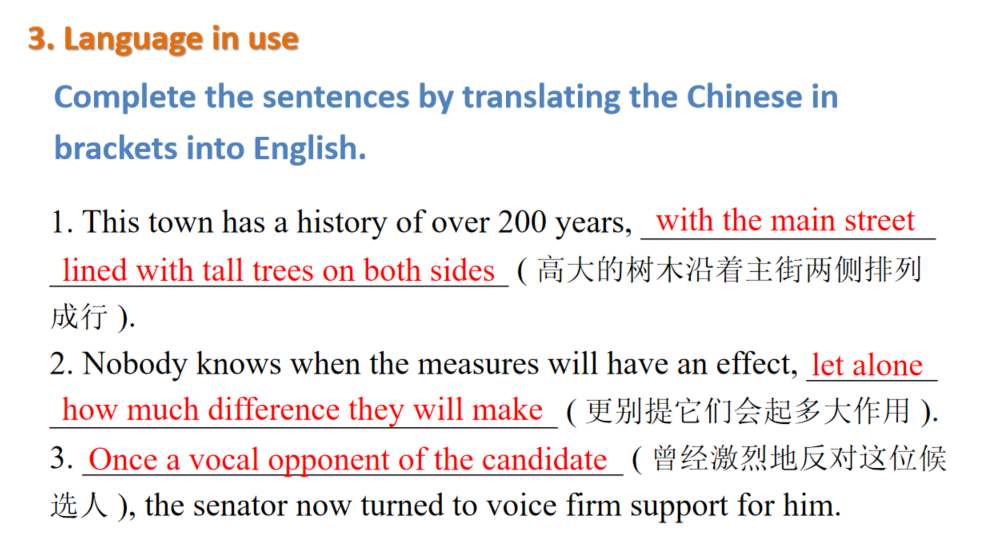 3. Language in use
Complete the sentences by translating the Chinese in
brackets into English.
1. This town has a history of over 200 years, with the main street
lined with tall trees on both sides ( 高大的树木沿着主街两侧排列
成行 ).
2. Nobody knows when the measures will have an effect, let alone
how much difference they will make ( 更别提它们会起多大作用 ).
3. Once a vocal opponent of the candidate ( 曾经激烈地反对这位候
选人 ), the senator now turned to voice firm support for him.